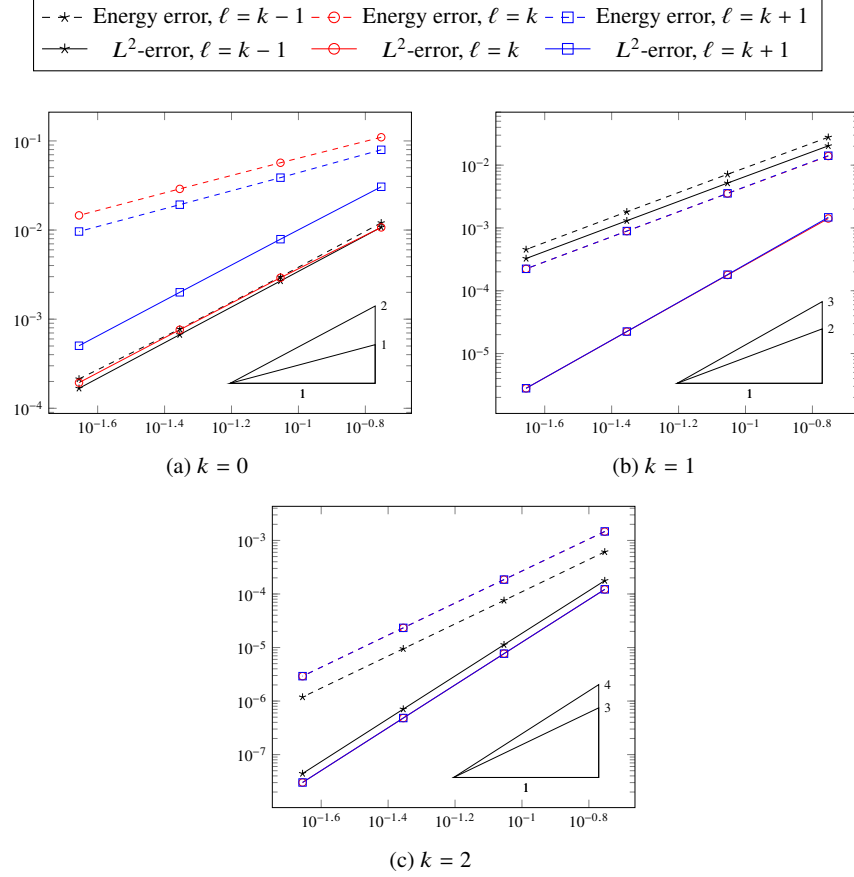 Energy error, ℓ = k − 1 Energy error, ℓ = k Energy error, ℓ = k + 1
L²-error, ℓ = k − 1 L²-error, ℓ = k L²-error, ℓ = k + 1
10⁻¹
10⁻²
10⁻³
10⁻⁴
2
1
1
10⁻¹·⁶ 10⁻¹·⁴ 10⁻¹·² 10⁻¹ 10⁻⁰·⁸
(a) k = 0
10⁻²
10⁻³
10⁻⁴
10⁻⁵
3
2
1
10⁻¹·⁶ 10⁻¹·⁴ 10⁻¹·² 10⁻¹ 10⁻⁰·⁸
(b) k = 1
10⁻³
10⁻⁴
10⁻⁵
10⁻⁶
10⁻⁷
4
3
1
10⁻¹·⁶ 10⁻¹·⁴ 10⁻¹·² 10⁻¹ 10⁻⁰·⁸
(c) k = 2